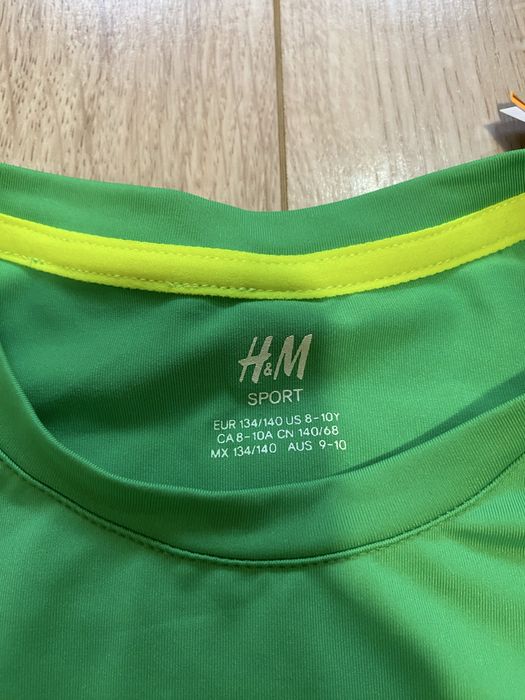 H&M
SPORT
EUR 134/140 US 8-10Y
CA 8-10A CN 140/68
MX 134/140 AUS 9-10